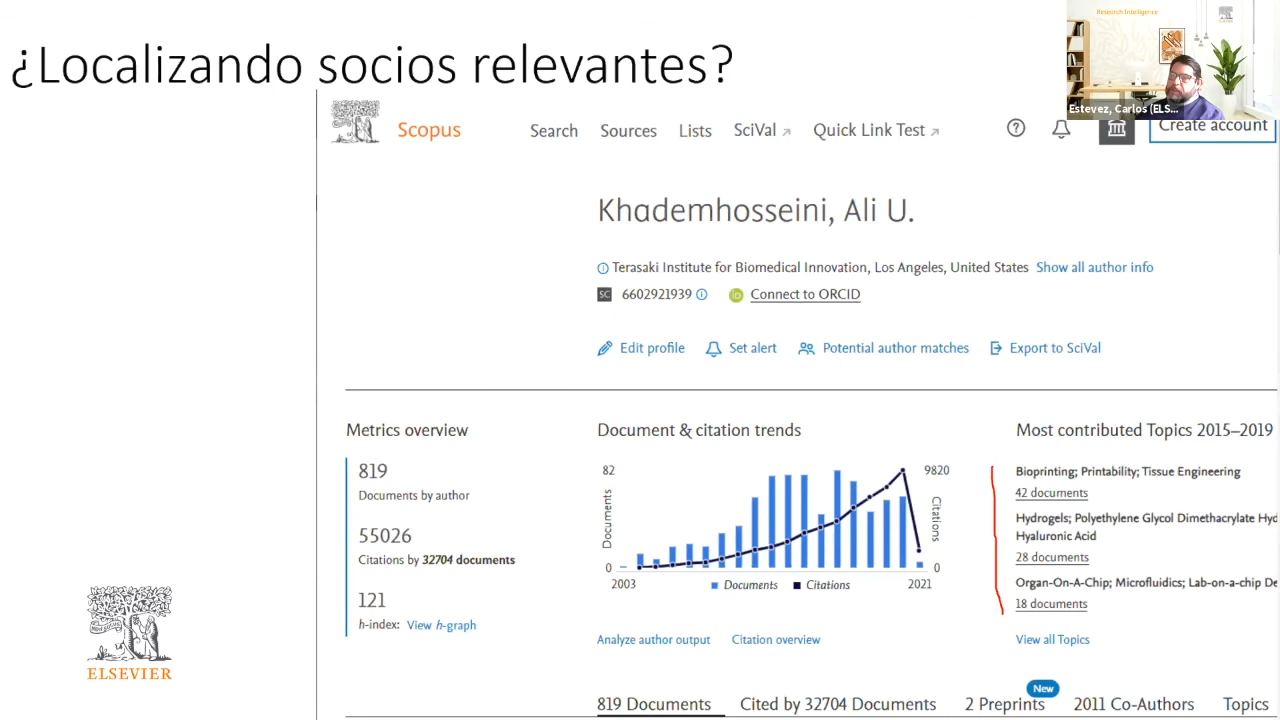 ¿Localizando socios relevantes?
Research Intelligence
Estevez, Carlos (ELS...
Scopus
Search Sources Lists SciVal ↗ Quick Link Test ↗
Create account
Khademhosseini, Ali U.
Terasaki Institute for Biomedical Innovation, Los Angeles, United States Show all author info
SC 6602921939 iD Connect to ORCID
Edit profile Set alert Potential author matches Export to SciVal
Metrics overview
819
Documents by author
55026
Citations by 32704 documents
121
h-index: View h-graph
Document & citation trends
82
9820
Documents
Citations
0
0
2003
2021
Documents Citations
Analyze author output Citation overview
Most contributed Topics 2015–2019
Bioprinting; Printability; Tissue Engineering
42 documents
Hydrogels; Polyethylene Glycol Dimethacrylate Hyd
Hyaluronic Acid
28 documents
Organ-On-A-Chip; Microfluidics; Lab-on-a-chip De
18 documents
View all Topics
New
819 Documents Cited by 32704 Documents 2 Preprints 2011 Co-Authors Topics
ELSEVIER